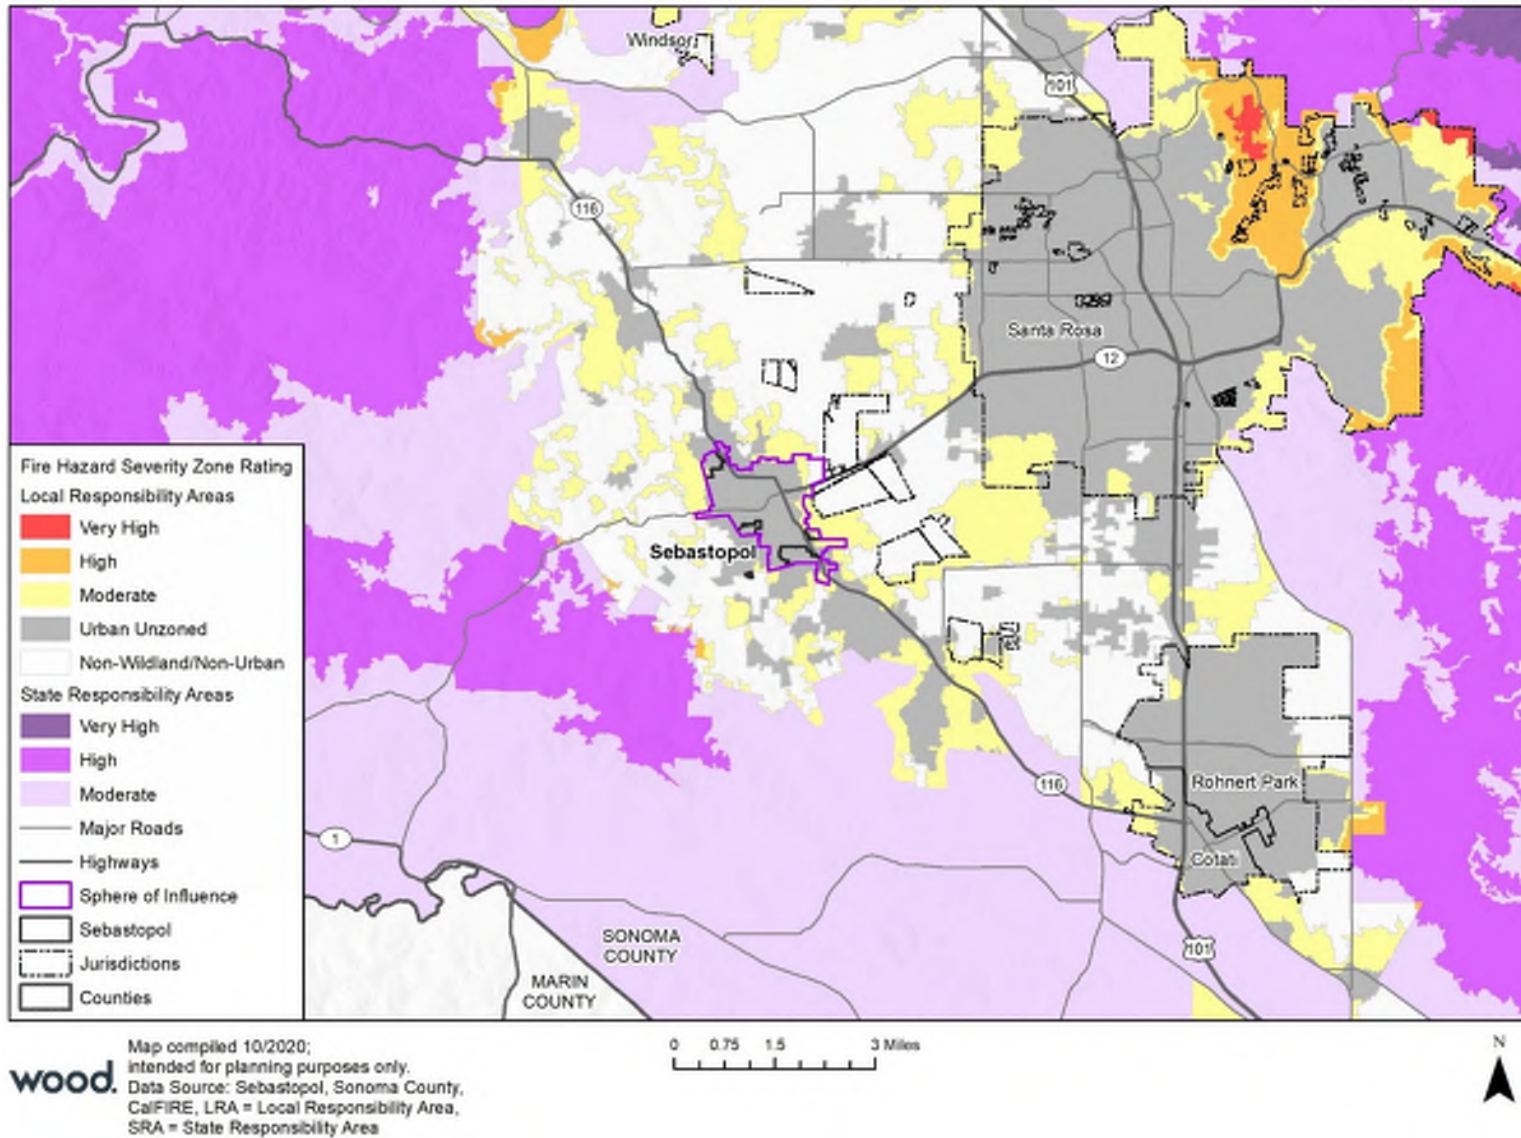 Windsor
101
116
Santa Rosa
12
Fire Hazard Severity Zone Rating
Local Responsibility Areas
Very High
High
Moderate
Urban Unzoned
Non-Wildland/Non-Urban
State Responsibility Areas
Very High
High
Moderate
Major Roads
Highways
Sphere of Influence
Sebastopol
Jurisdictions
Counties
Sebastopol
116
Rohnert Park
1
Cotati
SONOMA
COUNTY
101
MARIN
COUNTY
wood.
Map compiled 10/2020;
intended for planning purposes only.
Data Source: Sebastopol, Sonoma County,
CalFIRE, LRA = Local Responsibility Area,
SRA = State Responsibility Area
0 0.75 1.5 3 Miles
N